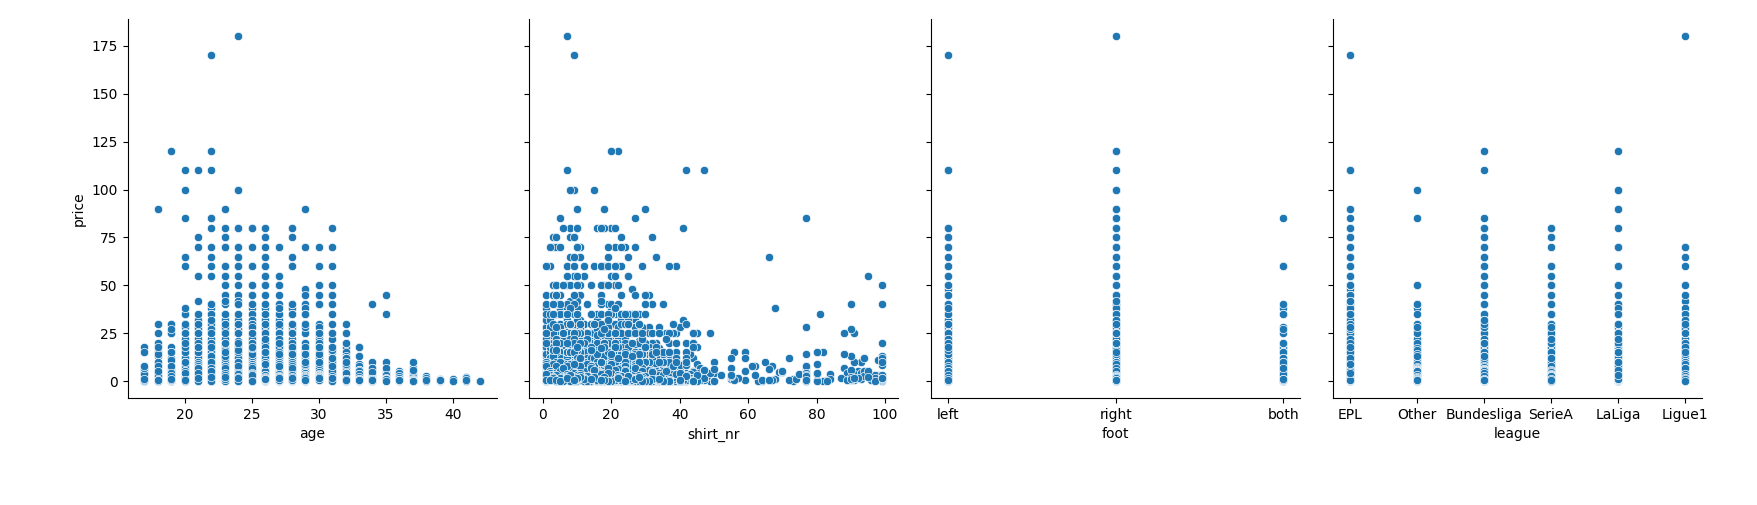 price
175
150
125
100
75
50
25
0
20 25 30 35 40
age
0 20 40 60 80 100
shirt_nr
left right both
foot
EPL Other Bundesliga SerieA LaLiga Ligue1
league